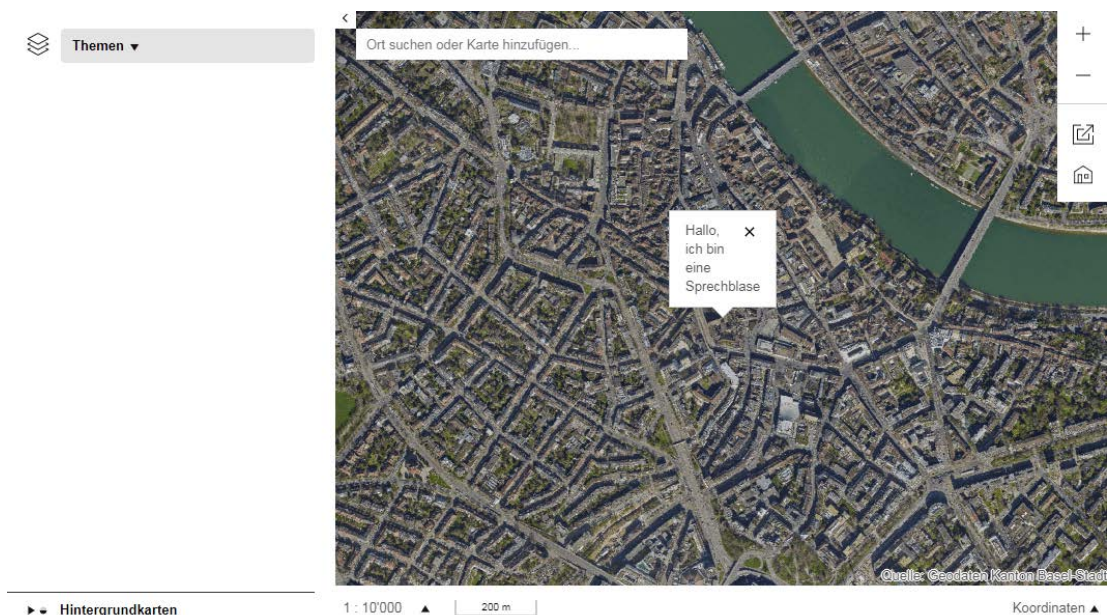 Themen ▼
Ort suchen oder Karte hinzufügen...
Hallo,
ich bin
eine
Sprechblase
Quelle: Geodaten Kanton Basel-Stadt
Hintergrundkarten
1 : 10'000
200 m
Koordinaten